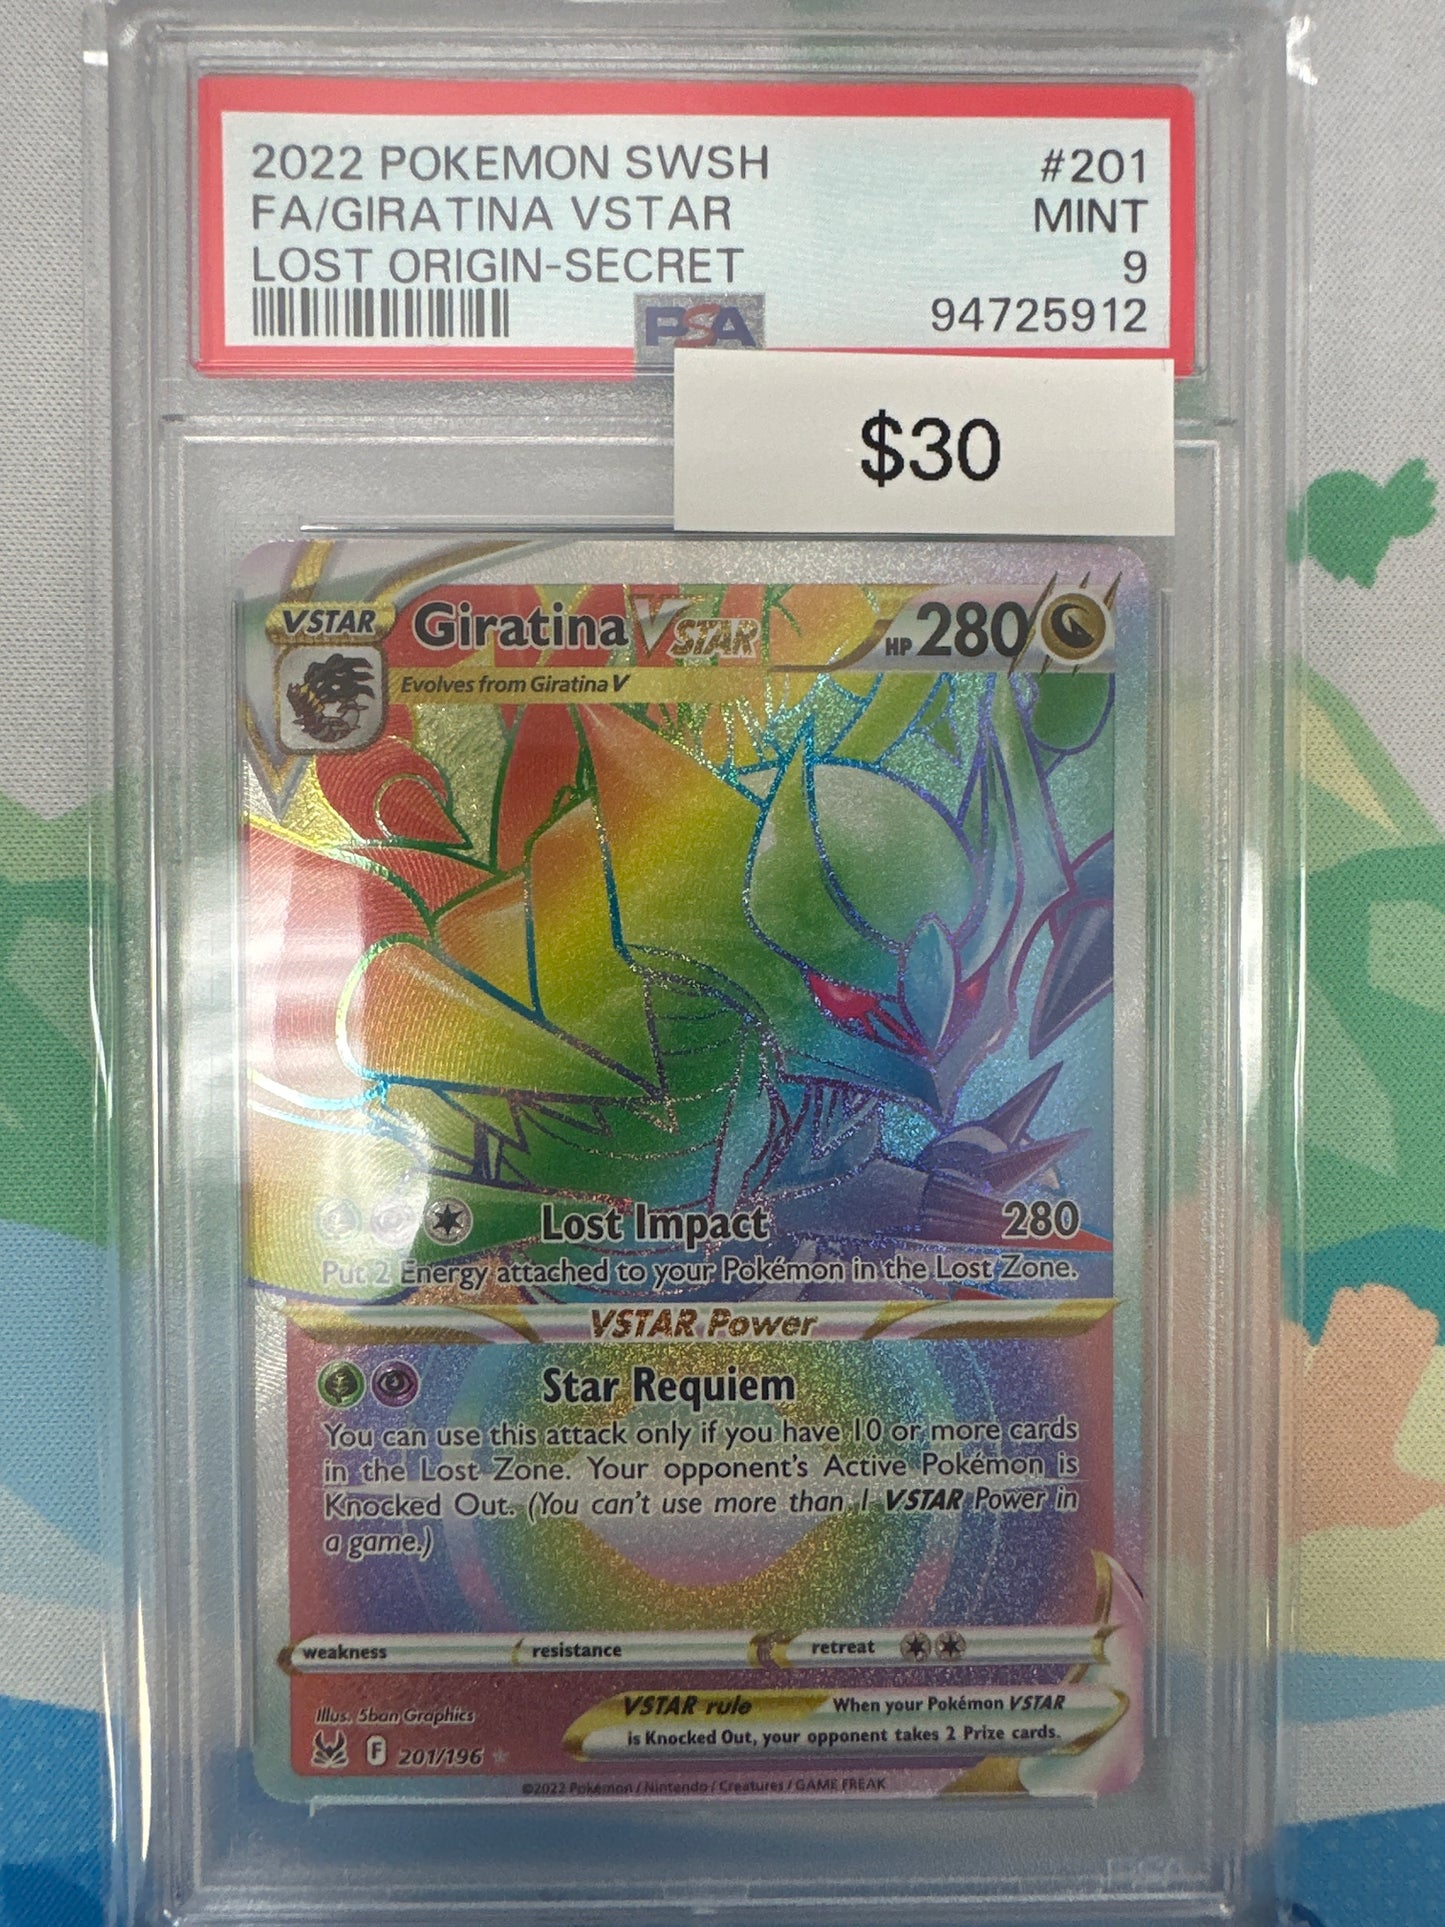 2022 POKEMON SWSH #201
FA/GIRATINA VSTAR MINT
LOST ORIGIN-SECRET 9
PSA 94725912
$30
VSTAR Giratina VSTAR HP 280
Evolves from Giratina V
Lost Impact 280
Put 2 Energy attached to your Pokémon in the Lost Zone.
VSTAR Power
Star Requiem
You can use this attack only if you have 10 or more cards
in the Lost Zone. Your opponent's Active Pokémon is
Knocked Out. (You can't use more than 1 VSTAR Power in
a game.)
weakness resistance retreat
Illus. 5ban Graphics
VSTAR rule When your Pokémon VSTAR
is Knocked Out, your opponent takes 2 Prize cards.
F 201/196
©2022 Pokémon / Nintendo / Creatures / GAME FREAK